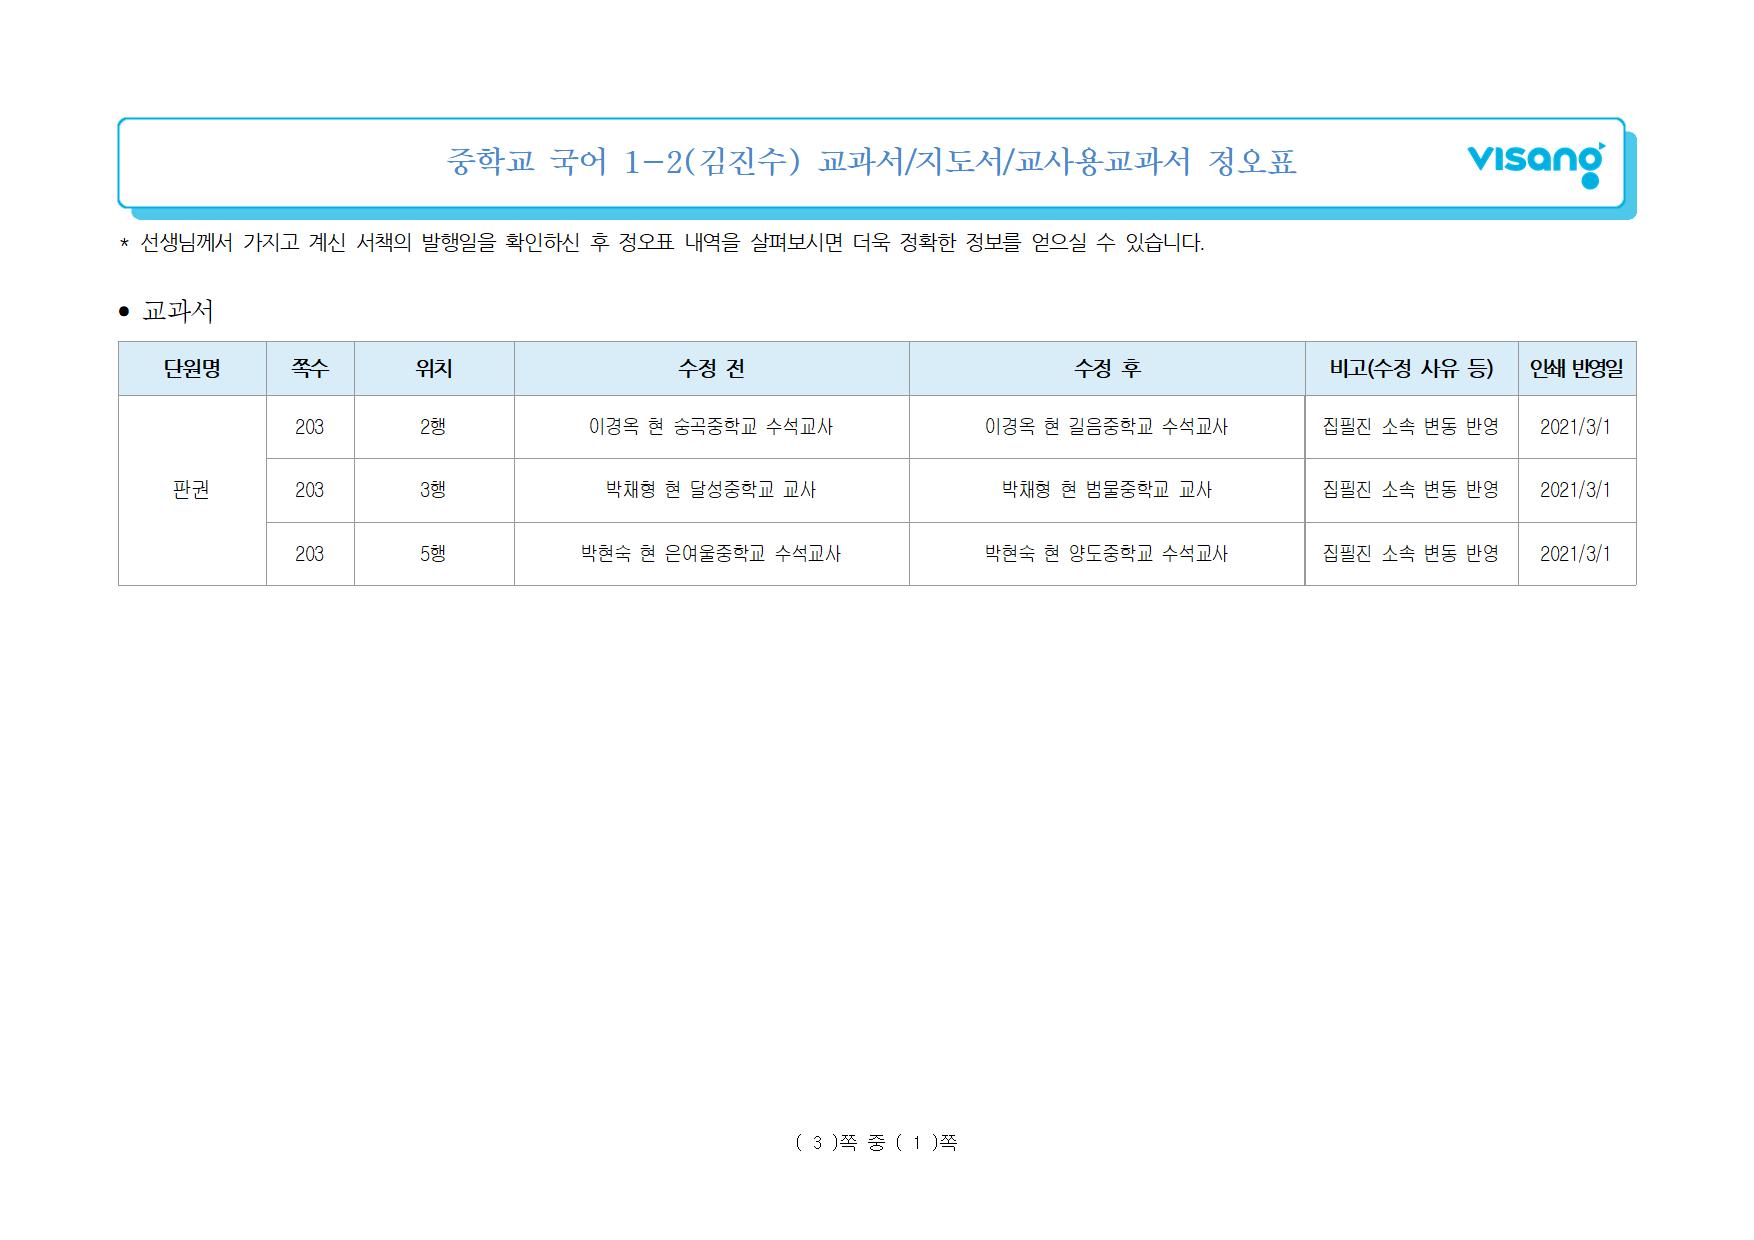 중학교 국어 1-2(김진수) 교과서/지도서/교사용교과서 정오표
visang
* 선생님께서 가지고 계신 서책의 발행일을 확인하신 후 정오표 내역을 살펴보시면 더욱 정확한 정보를 얻으실 수 있습니다.
• 교과서
단원명 쪽수 위치 수정 전 수정 후 비고(수정 사유 등) 인쇄 반영일
203 2행 이경옥 현 숭곡중학교 수석교사 이경옥 현 길음중학교 수석교사 집필진 소속 변동 반영 2021/3/1
판권 203 3행 박채형 현 달성중학교 교사 박채형 현 범물중학교 교사 집필진 소속 변동 반영 2021/3/1
203 5행 박현숙 현 은여울중학교 수석교사 박현숙 현 양도중학교 수석교사 집필진 소속 변동 반영 2021/3/1
( 3 )쪽 중 ( 1 )쪽